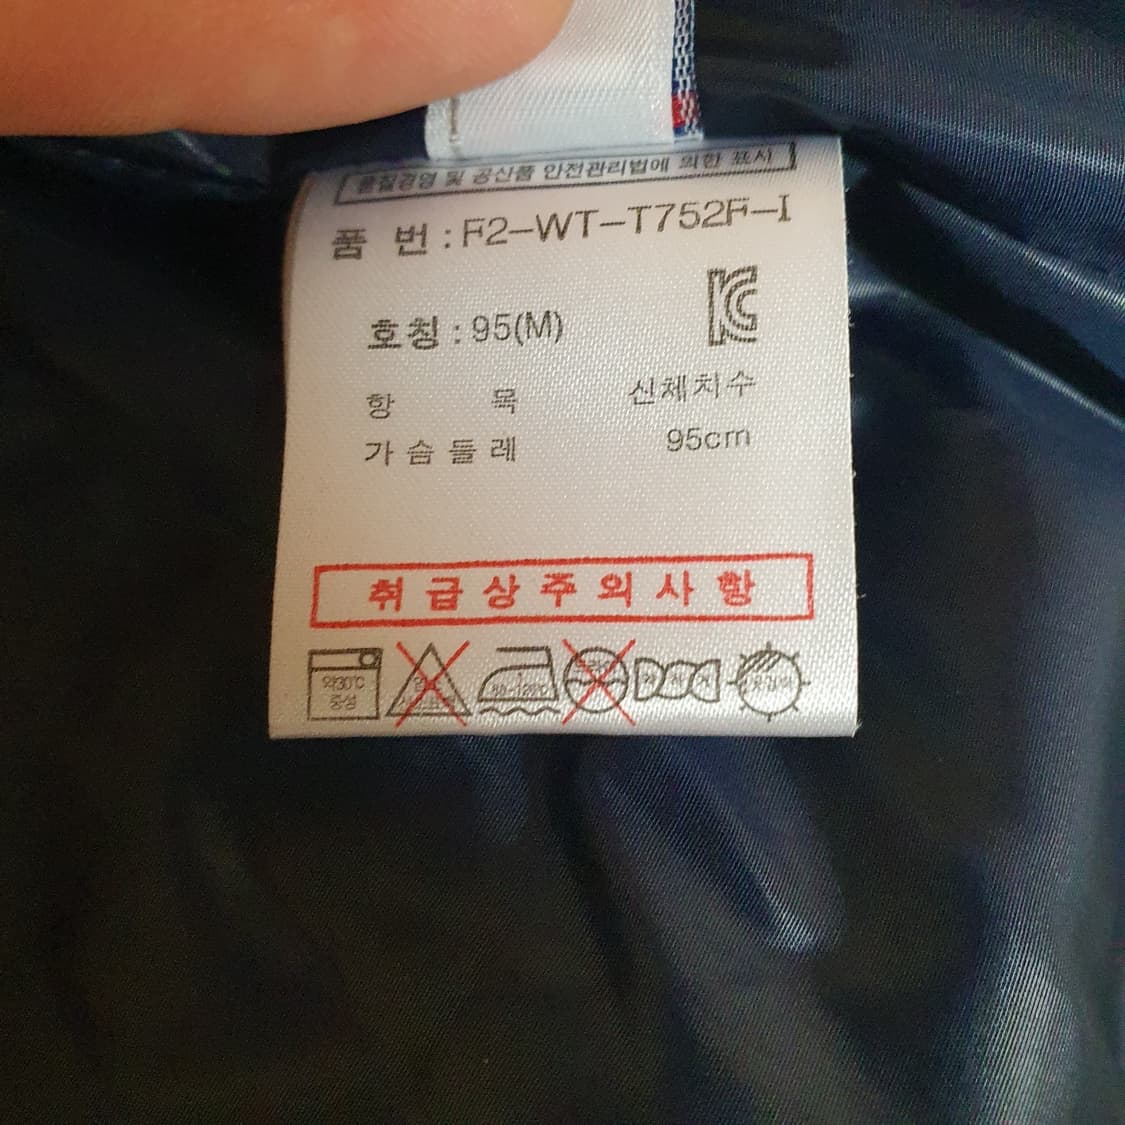 품질경영 및 공산품 안전관리법에 의한 표시
품 번 : F2-WT-T752F-I
호칭 : 95(M)
항 목 신체치수
가슴둘레 95cm
취급상주의사항
약30℃
중성